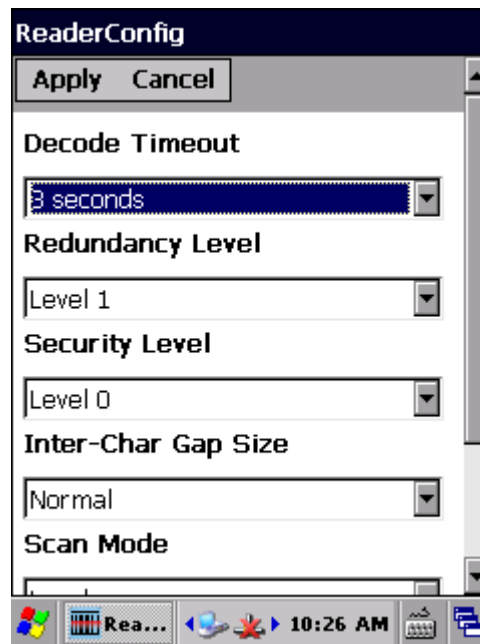 ReaderConfig
Apply Cancel
Decode Timeout
3 seconds
Redundancy Level
Level 1
Security Level
Level 0
Inter-Char Gap Size
Normal
Scan Mode
Rea... 10:26 AM